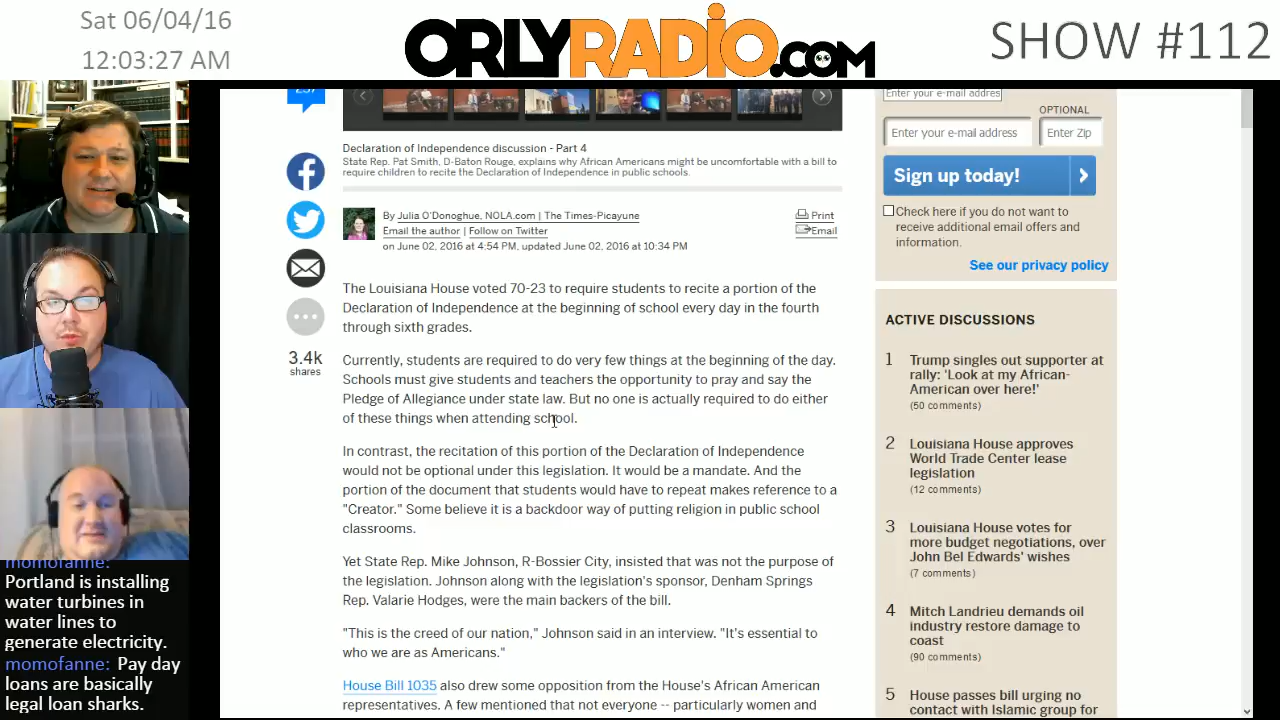 Sat 06/04/16
12:03:27 AM
ORLYRADIO.COM
SHOW #112
momofanne:
Portland is installing
water turbines in
water lines to
generate electricity.
momofanne: Pay day
loans are basically
legal loan sharks.
237
3.4k
shares
Declaration of Independence discussion - Part 4
State Rep. Pat Smith, D-Baton Rouge, explains why African Americans might be uncomfortable with a bill to
require children to recite the Declaration of Independence in public schools.
By Julia O'Donoghue, NOLA.com | The Times-Picayune
Email the author | Follow on Twitter
on June 02, 2016 at 4:54 PM, updated June 02, 2016 at 10:34 PM
Print
Email
The Louisiana House voted 70-23 to require students to recite a portion of the
Declaration of Independence at the beginning of school every day in the fourth
through sixth grades.
Currently, students are required to do very few things at the beginning of the day.
Schools must give students and teachers the opportunity to pray and say the
Pledge of Allegiance under state law. But no one is actually required to do either
of these things when attending school.
In contrast, the recitation of this portion of the Declaration of Independence
would not be optional under this legislation. It would be a mandate. And the
portion of the document that students would have to repeat makes reference to a
"Creator." Some believe it is a backdoor way of putting religion in public school
classrooms.
Yet State Rep. Mike Johnson, R-Bossier City, insisted that was not the purpose of
the legislation. Johnson along with the legislation's sponsor, Denham Springs
Rep. Valarie Hodges, were the main backers of the bill.
"This is the creed of our nation," Johnson said in an interview. "It's essential to
who we are as Americans."
House Bill 1035 also drew some opposition from the House's African American
representatives. A few mentioned that not everyone -- particularly women and
Enter your e-mail addres
OPTIONAL
Enter your e-mail address
Enter Zip
Sign up today!
Check here if you do not want to
receive additional email offers and
information.
See our privacy policy
ACTIVE DISCUSSIONS
1 Trump singles out supporter at
rally: 'Look at my African-
American over here!'
(50 comments)
2 Louisiana House approves
World Trade Center lease
legislation
(12 comments)
3 Louisiana House votes for
more budget negotiations, over
John Bel Edwards' wishes
(7 comments)
4 Mitch Landrieu demands oil
industry restore damage to
coast
(90 comments)
5 House passes bill urging no
contact with Islamic group for